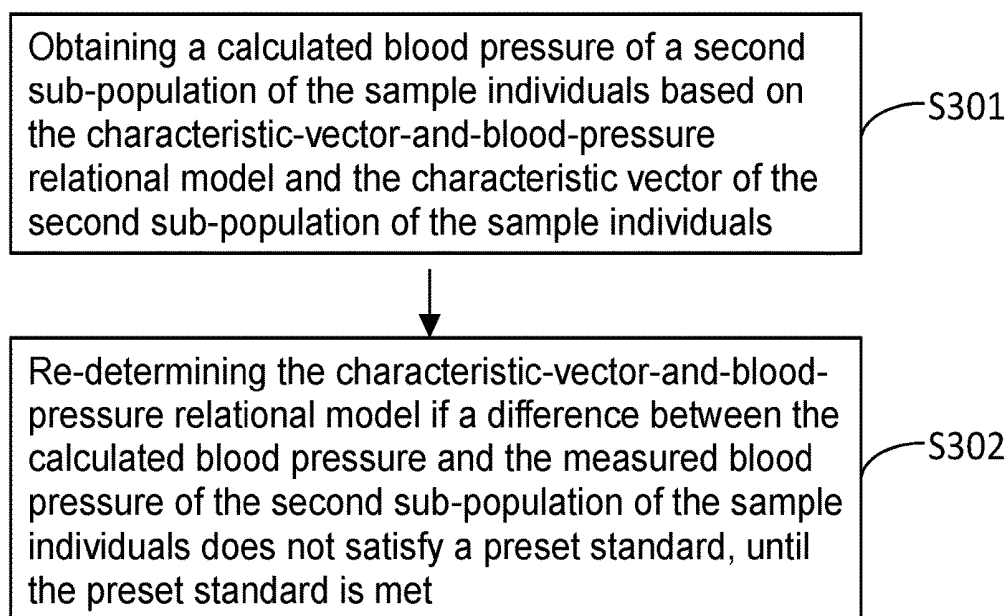 Obtaining a calculated blood pressure of a second
sub-population of the sample individuals based on
the characteristic-vector-and-blood-pressure
relational model and the characteristic vector of the
second sub-population of the sample individuals
S301
Re-determining the characteristic-vector-and-blood-
pressure relational model if a difference between the
calculated blood pressure and the measured blood
pressure of the second sub-population of the sample
individuals does not satisfy a preset standard, until
the preset standard is met
S302